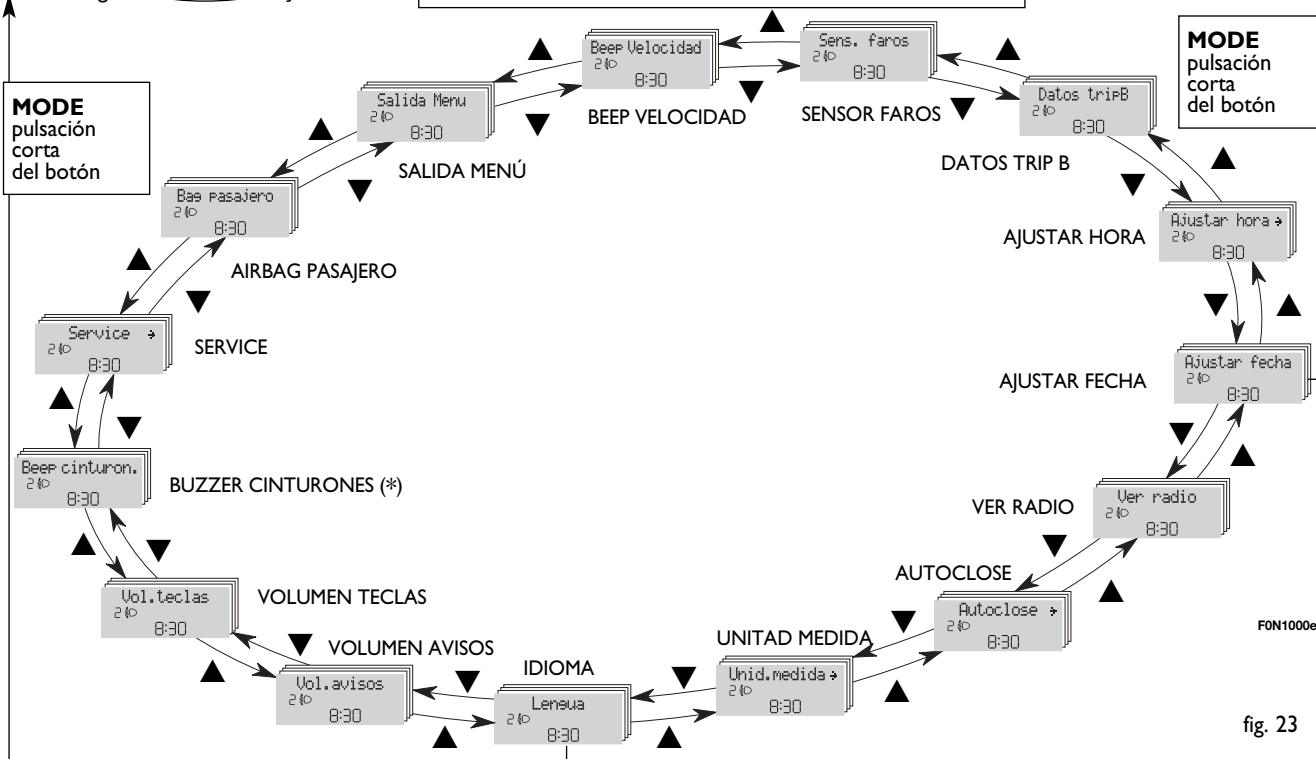 MODE
pulsación
corta
del botón
MODE
pulsación
corta
del botón
Beep Velocidad
8:30
BEEP VELOCIDAD
Sens. faros
8:30
SENSOR FAROS
Datos tripB
8:30
DATOS TRIP B
Ajustar hora
8:30
AJUSTAR HORA
Ajustar fecha
8:30
AJUSTAR FECHA
Ver radio
8:30
VER RADIO
Autoclose
8:30
AUTOCLOSE
Unid.medida
8:30
UNITAD MEDIDA
Lengua
8:30
IDIOMA
Vol.avisos
8:30
VOLUMEN AVISOS
Vol.teclas
8:30
VOLUMEN TECLAS
Beep cinturon.
8:30
BUZZER CINTURONES (*)
Service
8:30
SERVICE
Bag pasajero
8:30
AIRBAG PASAJERO
Salida Menu
8:30
SALIDA MENÚ
F0N1000e
fig. 23